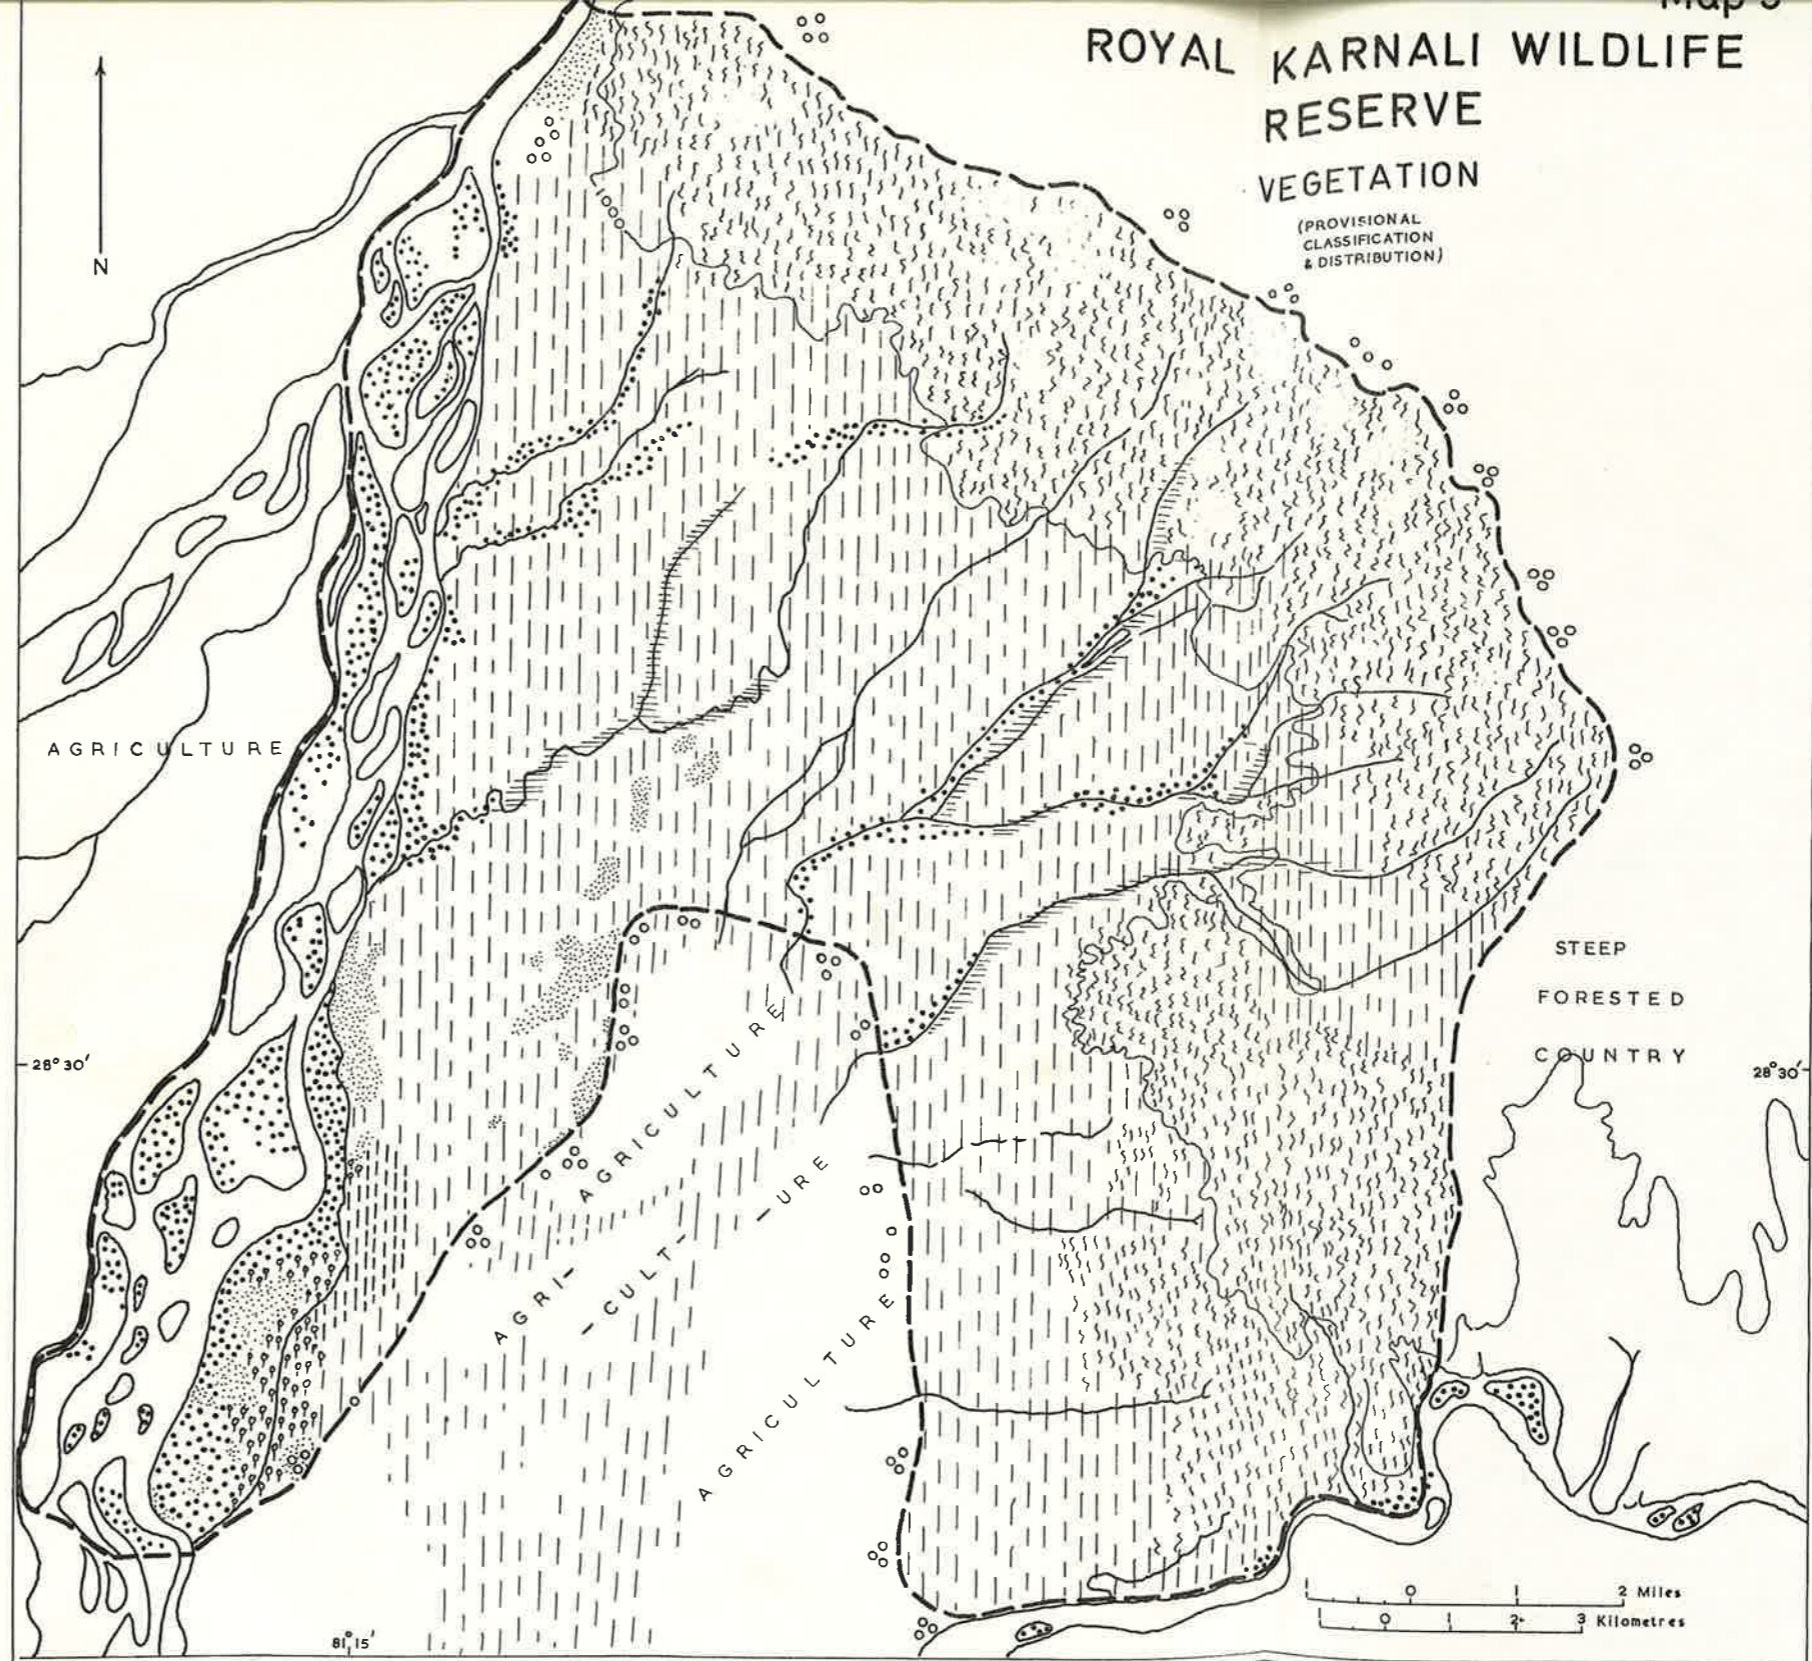 Map 3
ROYAL KARNALI WILDLIFE
RESERVE
VEGETATION
(PROVISIONAL
CLASSIFICATION
& DISTRIBUTION)
N
AGRICULTURE
STEEP
FORESTED
COUNTRY
28°30'
28°30'
AGRICULTURE
AGRI-
-CULT-
-URE
AGRICULTURE
0 1 2 Miles
0 1 2 3 Kilometres
81°15'